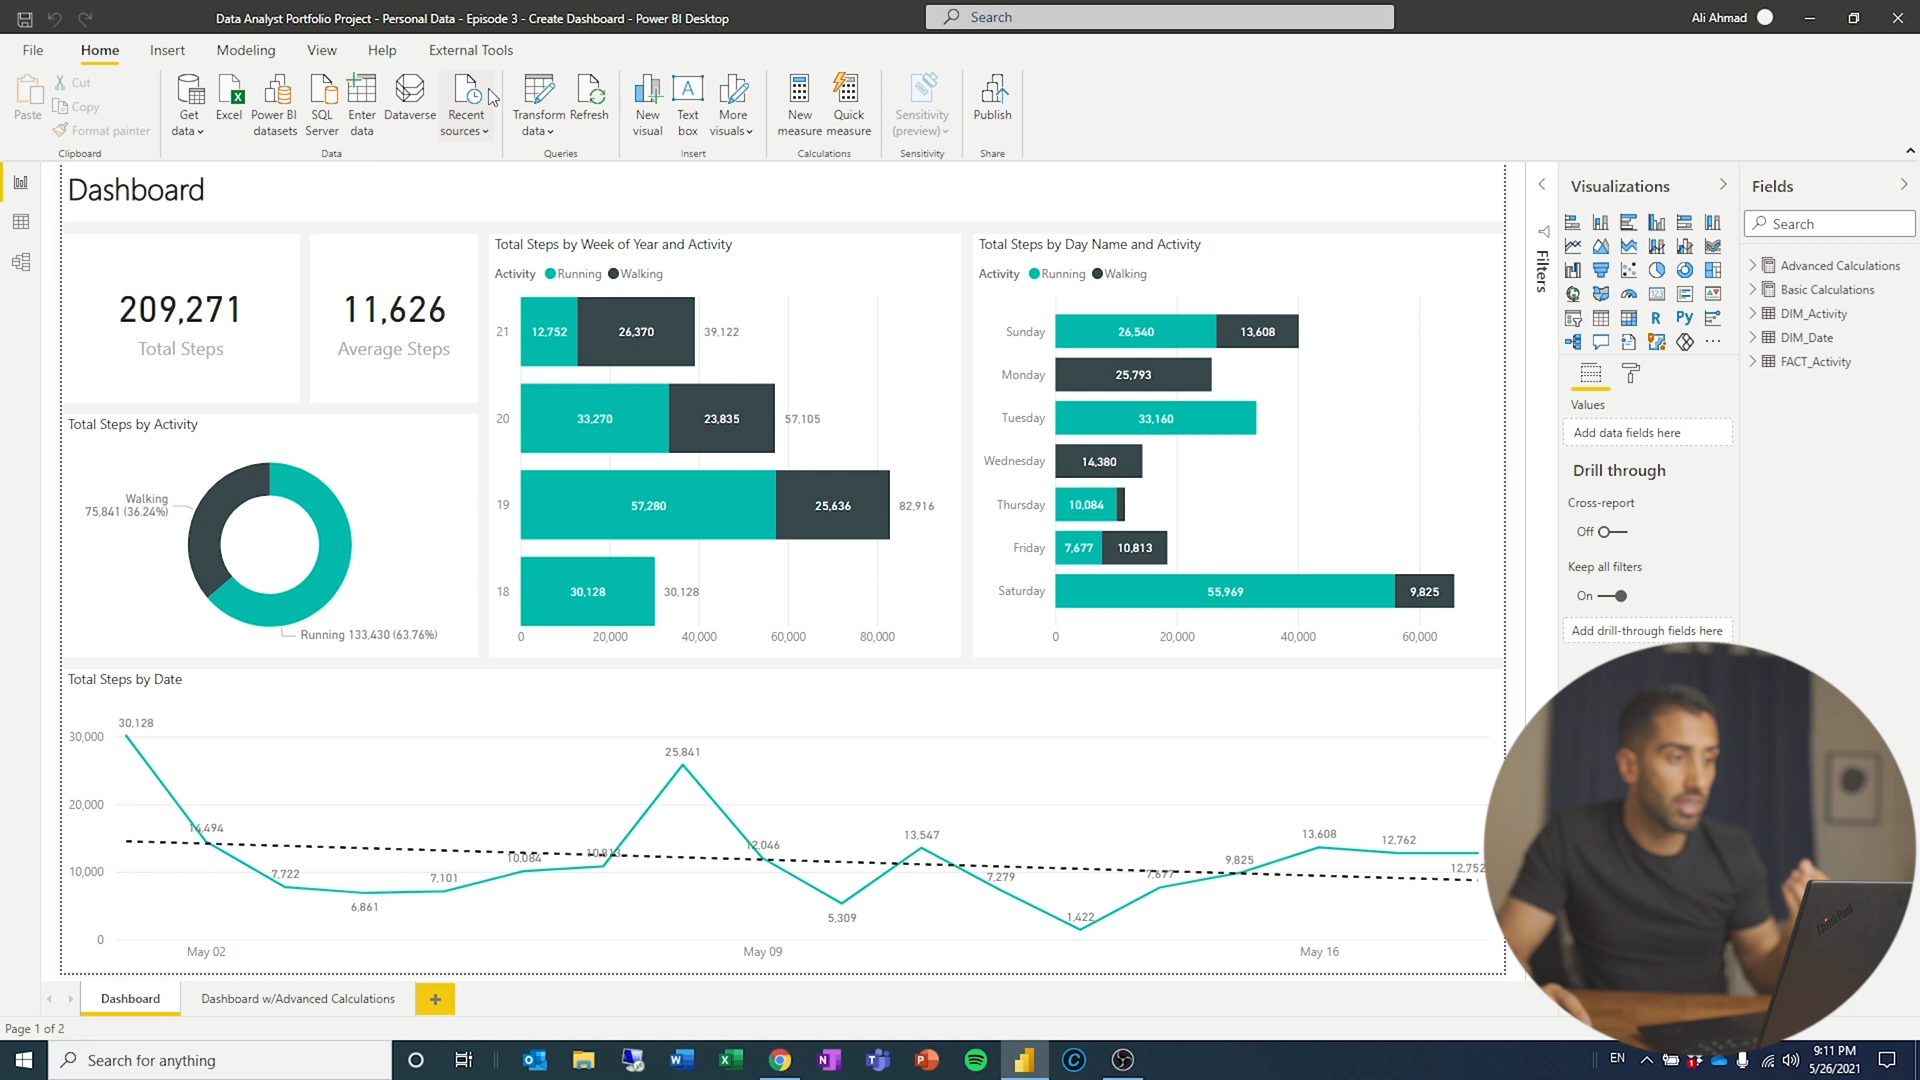 Data Analyst Portfolio Project - Personal Data - Episode 3 - Create Dashboard - Power BI Desktop
Search
Ali Ahmad
File Home Insert Modeling View Help External Tools
Paste
Cut
Copy
Format painter
Get data
Excel
Power BI datasets
SQL Server
Enter data
Dataverse
Recent sources
Transform data
Refresh
New visual
Text box
More visuals
New measure
Quick measure
Sensitivity (preview)
Publish
Clipboard
Data
Queries
Insert
Calculations
Sensitivity
Share
Dashboard
209,271
Total Steps
11,626
Average Steps
Total Steps by Activity
Walking
75,841 (36.24%)
Running 133,430 (63.76%)
Total Steps by Week of Year and Activity
Activity Running Walking
21 12,752 26,370 39,122
20 33,270 23,835 57,105
19 57,280 25,636 82,916
18 30,128 30,128
0 20,000 40,000 60,000 80,000
Total Steps by Day Name and Activity
Activity Running Walking
Sunday 26,540 13,608
Monday 25,793
Tuesday 33,160
Wednesday 14,380
Thursday 10,084
Friday 7,677 10,813
Saturday 55,969 9,825
0 20,000 40,000 60,000
Total Steps by Date
30,000
20,000
10,000
0
30,128
14,494
7,722
6,861
7,101
10,084
10,813
25,841
12,046
5,309
13,547
7,279
1,422
7,677
9,825
13,608
12,762
12,752
May 02 May 09 May 16
Filters
Visualizations
R
Py
123
Values
Add data fields here
Drill through
Cross-report
Off
Keep all filters
On
Add drill-through fields here
Fields
Search
Advanced Calculations
Basic Calculations
DIM_Activity
DIM_Date
FACT_Activity
ThinkPad
Dashboard
Dashboard w/Advanced Calculations
+
Page 1 of 2
Search for anything
EN
9:11 PM
5/26/2021